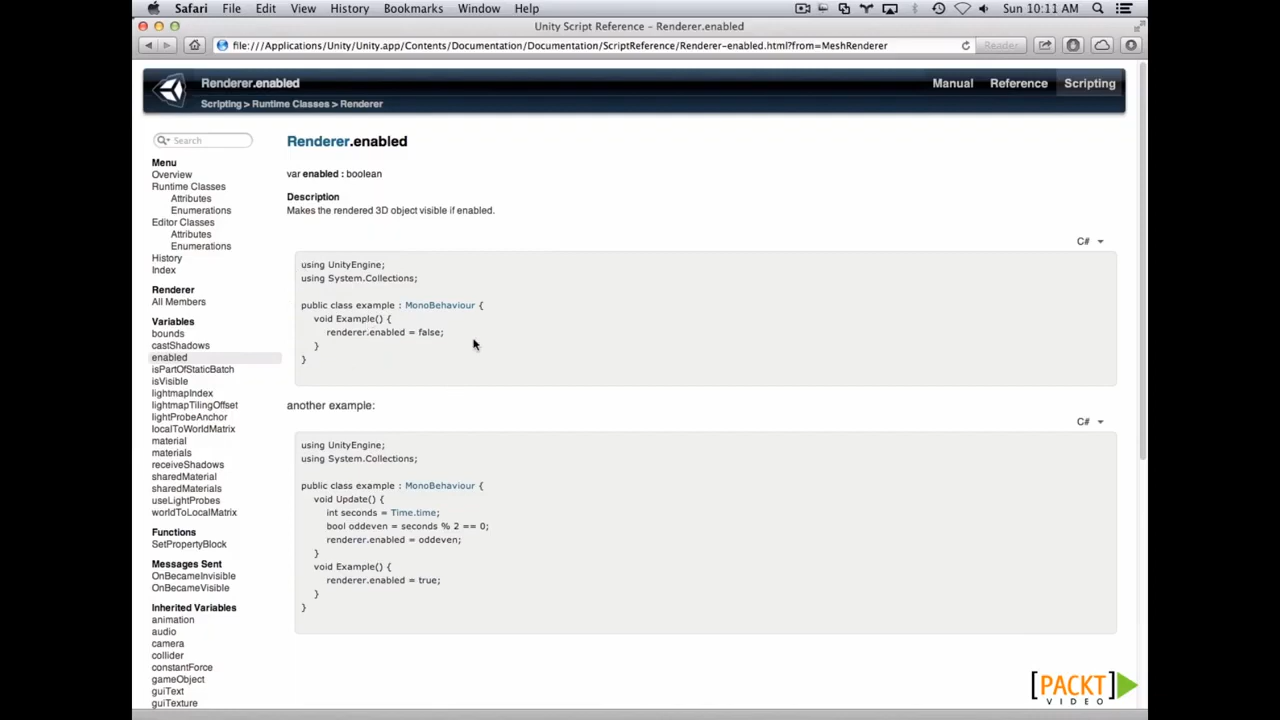 Safari File Edit View History Bookmarks Window Help Sun 10:11 AM
Unity Script Reference – Renderer.enabled
file:///Applications/Unity/Unity.app/Contents/Documentation/Documentation/ScriptReference/Renderer-enabled.html?from=MeshRenderer
Reader
Renderer.enabled
Manual Reference Scripting
Scripting > Runtime Classes > Renderer
Search
Menu
Overview
Runtime Classes
Attributes
Enumerations
Editor Classes
Attributes
Enumerations
History
Index
Renderer
All Members
Variables
bounds
castShadows
enabled
isPartOfStaticBatch
isVisible
lightmapIndex
lightmapTilingOffset
lightProbeAnchor
localToWorldMatrix
material
materials
receiveShadows
sharedMaterial
sharedMaterials
useLightProbes
worldToLocalMatrix
Functions
SetPropertyBlock
Messages Sent
OnBecameInvisible
OnBecameVisible
Inherited Variables
animation
audio
camera
collider
constantForce
gameObject
guiText
guiTexture
Renderer.enabled
var enabled : boolean
Description
Makes the rendered 3D object visible if enabled.
C#
using UnityEngine;
using System.Collections;
public class example : MonoBehaviour {
void Example() {
renderer.enabled = false;
}
}
another example:
C#
using UnityEngine;
using System.Collections;
public class example : MonoBehaviour {
void Update() {
int seconds = Time.time;
bool oddeven = seconds % 2 == 0;
renderer.enabled = oddeven;
}
void Example() {
renderer.enabled = true;
}
}
[PACKT]
VIDEO